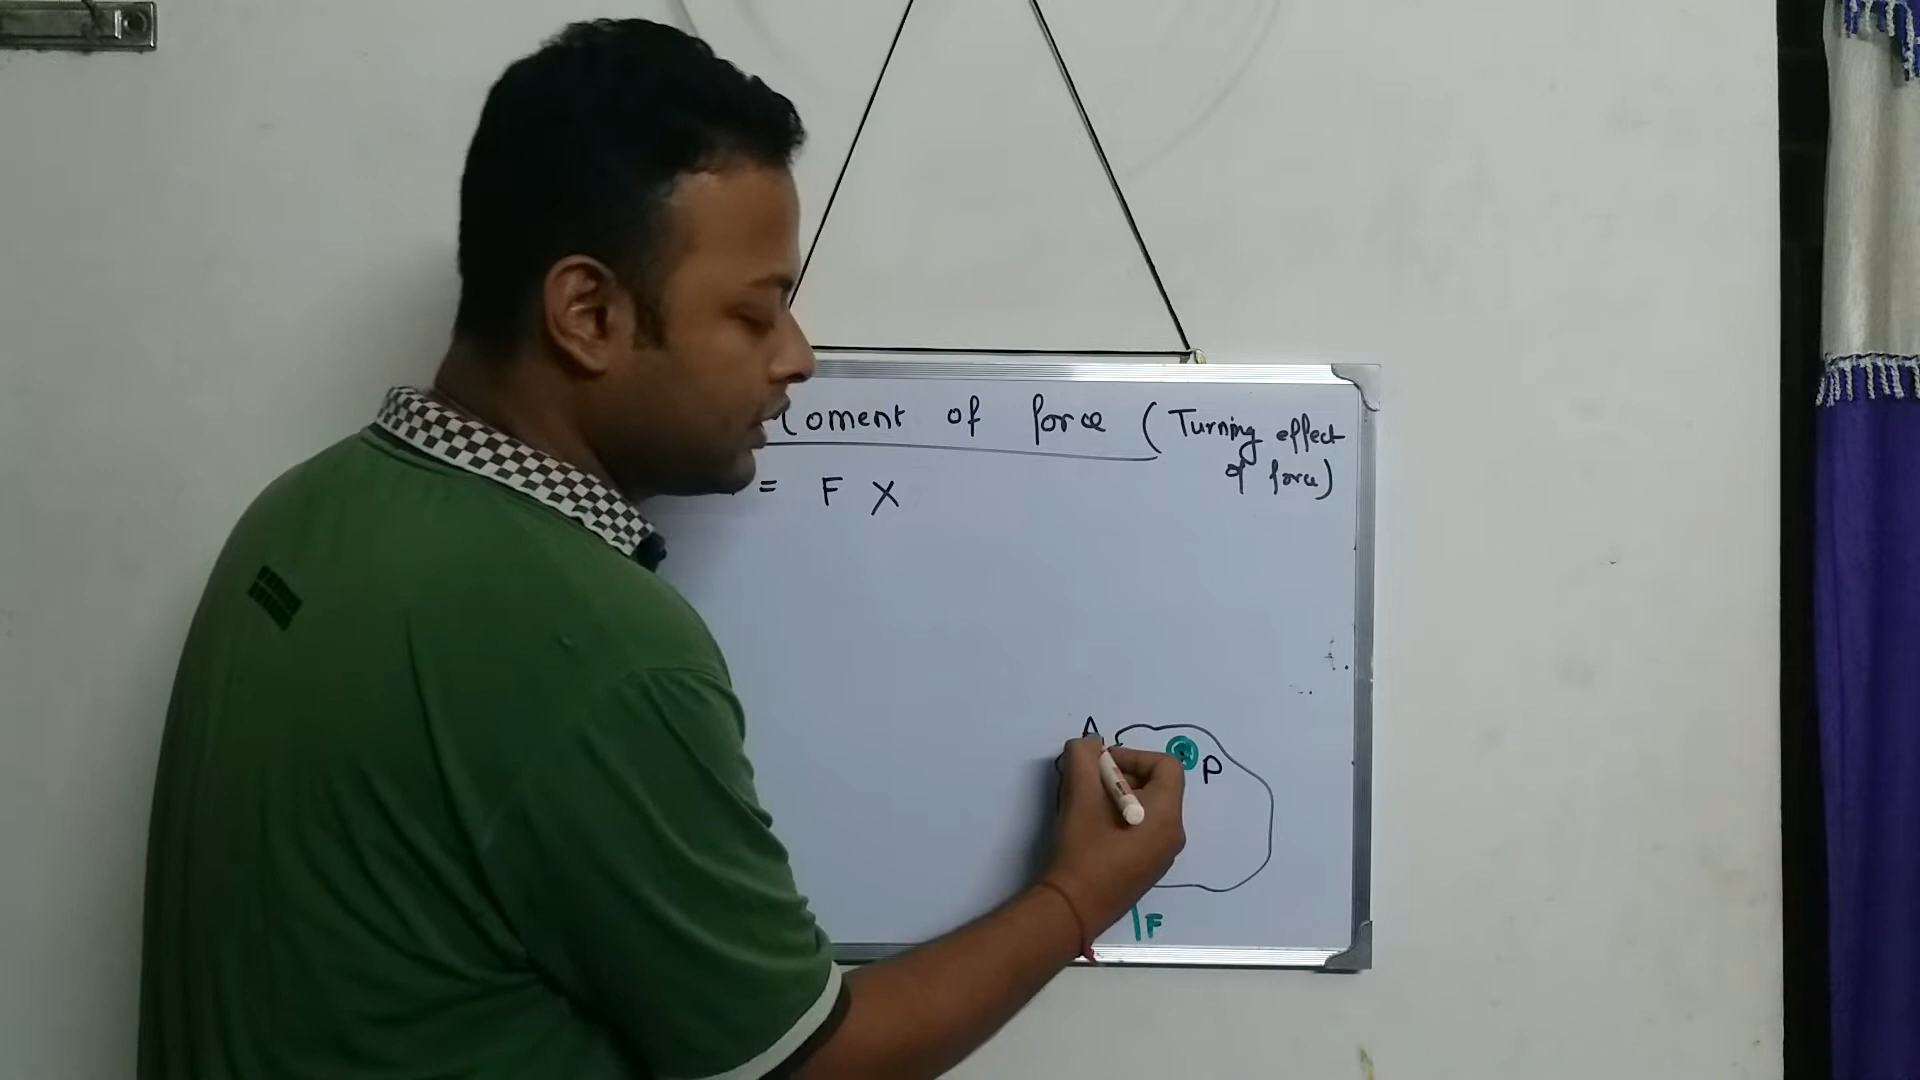 oment of force (Turning effect
of force)
= F X
A
P
F